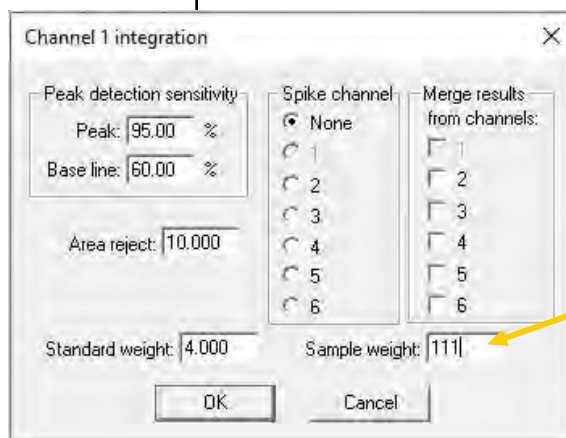 Channel 1 integration
Peak detection sensitivity
Peak: 95.00 %
Base line: 60.00 %
Area reject: 10.000
Spike channel
None
1
2
3
4
5
6
Merge results
from channels:
1
2
3
4
5
6
Standard weight: 4.000
Sample weight: 111
OK
Cancel